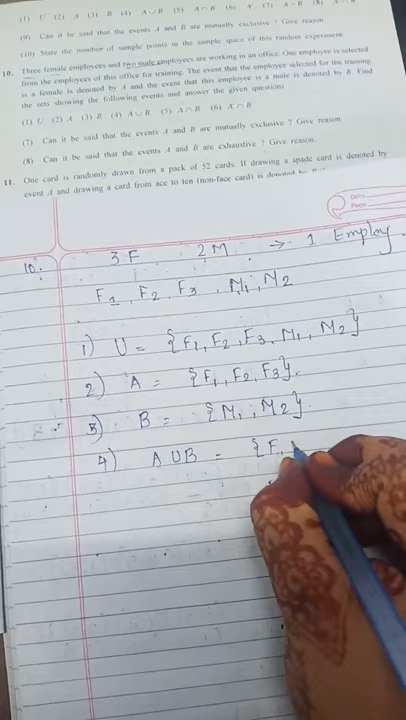 (1) U (2) A (3) B (4) A ∪ B (5) A ∩ B (6) A' (7) A − B (8)
(9) Can it be said that the events A and B are mutually exclusive ? Give reason.
(10) State the number of sample points in the sample space of this random experiment.
10. Three female employees and two male employees are working in an office. One employee is selected
from the employees of this office for training. The event that the employee selected for the training
is a female is denoted by A and the event that this employee is a male is denoted by B. Find
the sets showing the following events and answer the given questions
(1) U (2) A (3) B (4) A ∪ B (5) A ∩ B (6) A' ∩ B
(7) Can it be said that the events A and B are mutually exclusive ? Give reason.
(8) Can it be said that the events A and B are exhaustive ? Give reason.
11. One card is randomly drawn from a pack of 52 cards. If drawing a spade card is denoted by
event A and drawing a card from ace to ten (non-face card) is denoted
Date
10. 3 F 2 M → 1 Employ.
F1, F2, F3, M1, M2
1) U = {F1, F2, F3, M1, M2}
2) A = {F1, F2, F3}.
3) B = {M1, M2}.
4) A ∪ B = {F1,